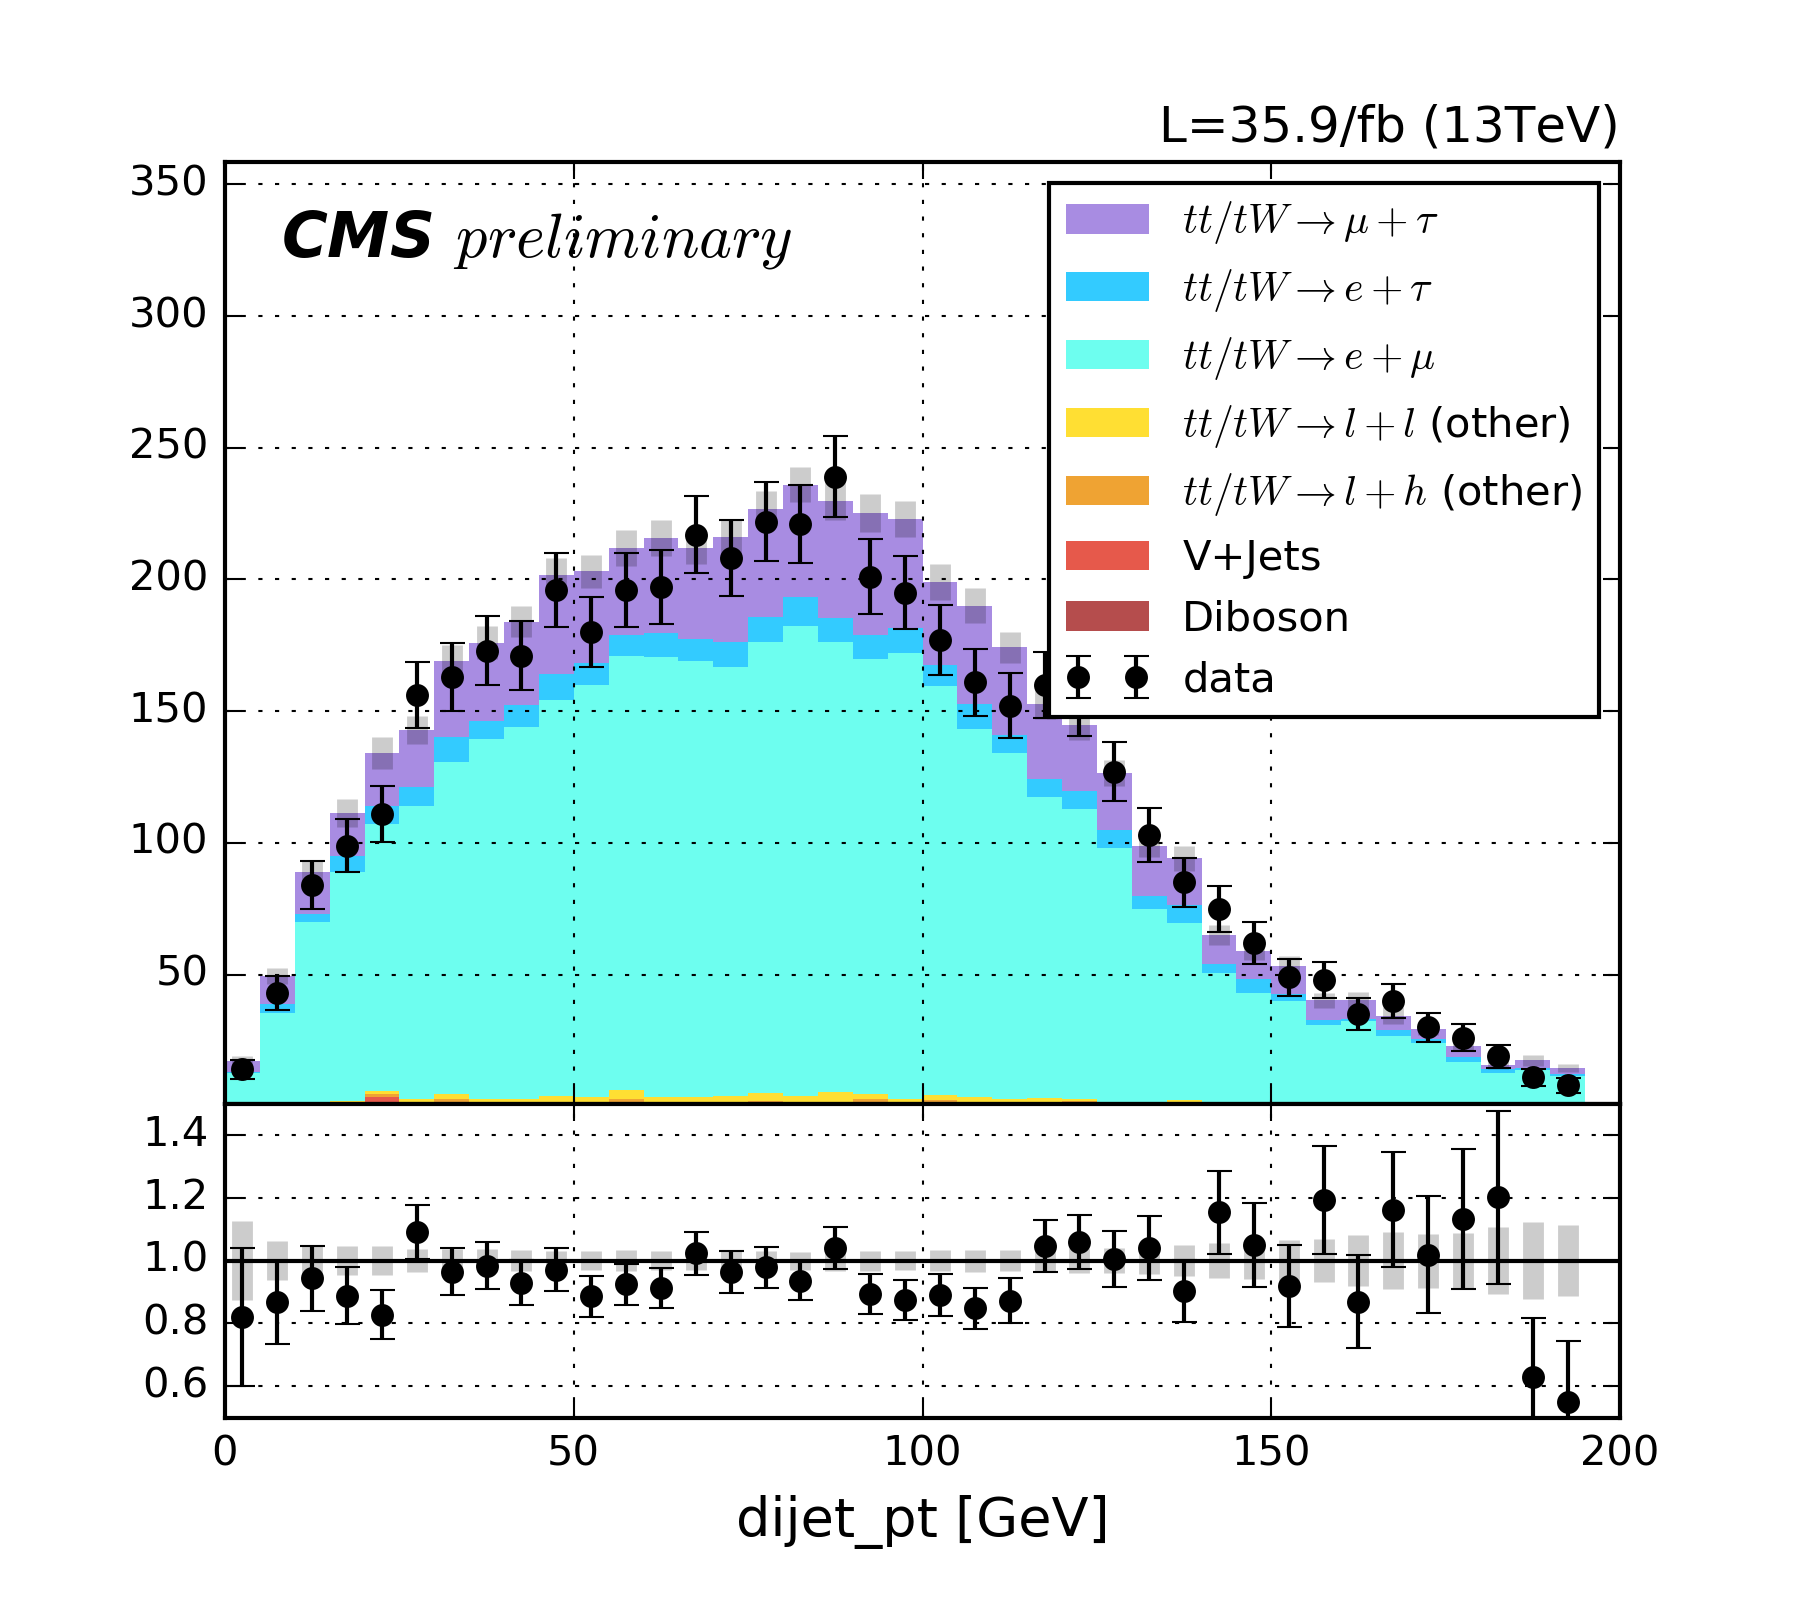 L=35.9/fb (13TeV)
CMS preliminary
350
300
250
200
150
100
50
tt/tW → μ + τ
tt/tW → e + τ
tt/tW → e + μ
tt/tW → l + l (other)
tt/tW → l + h (other)
V+Jets
Diboson
data
1.4
1.2
1.0
0.8
0.6
0 50 100 150 200
dijet_pt [GeV]